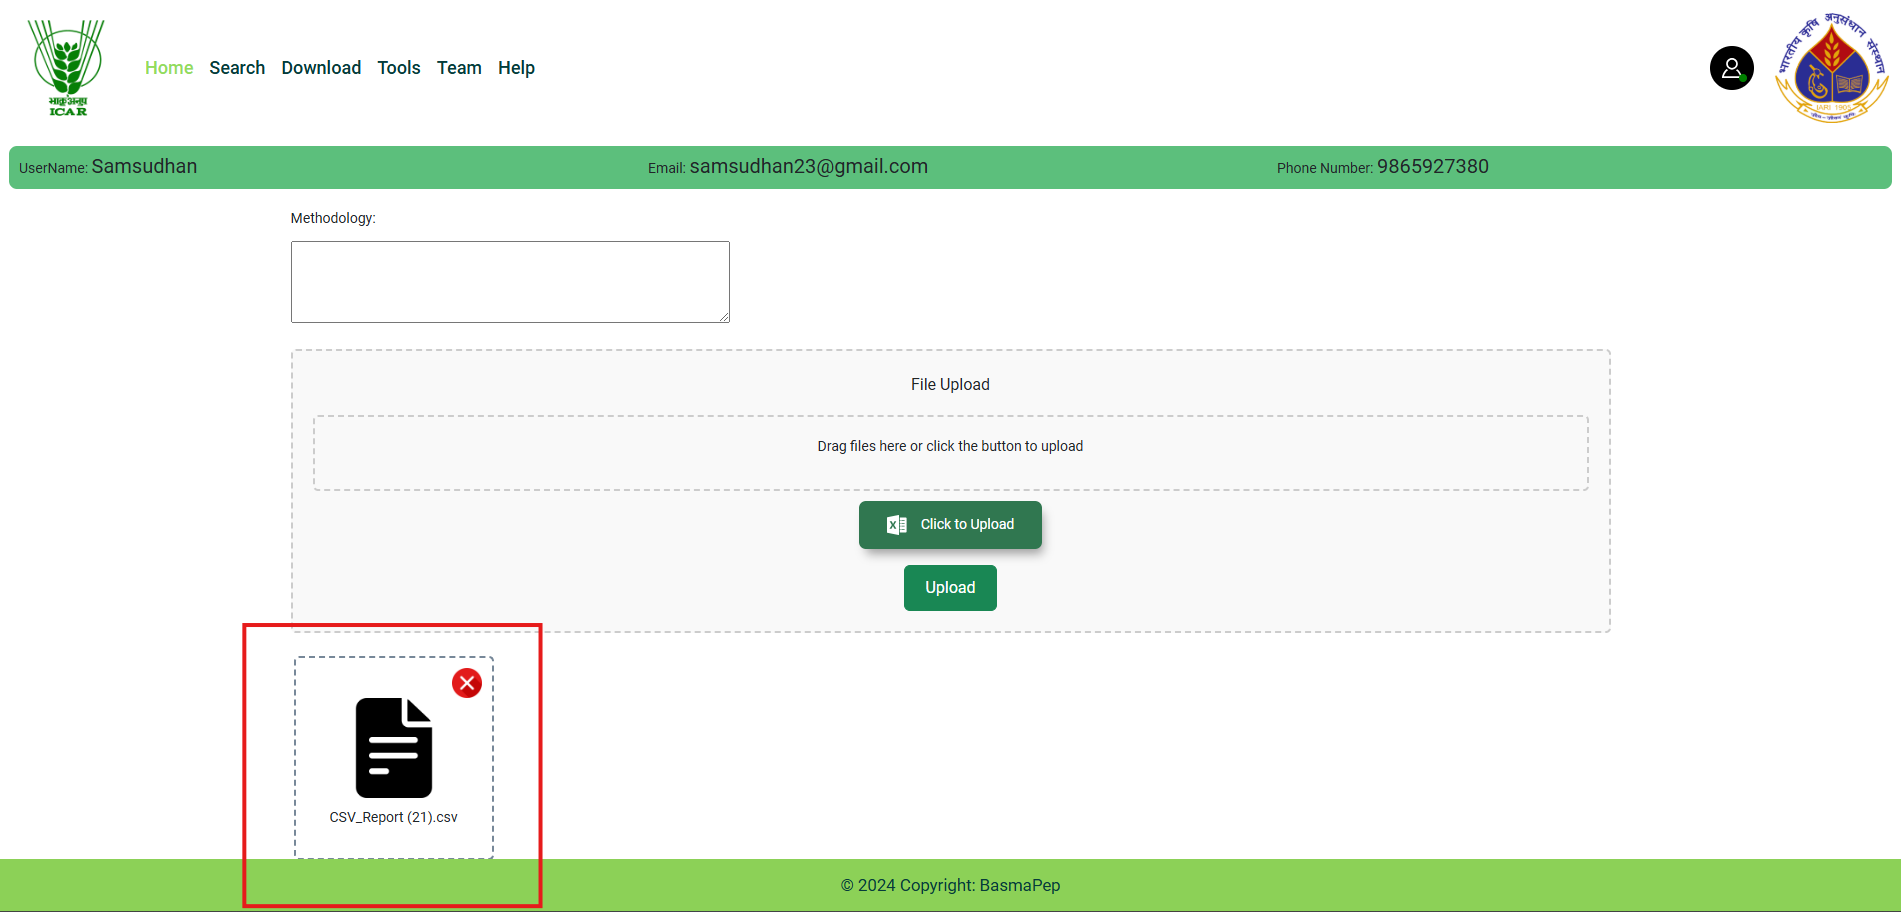 भाकृअनुप
ICAR
Home Search Download Tools Team Help
भारतीय कृषि अनुसंधान संस्थान
IARI 1905
UserName: Samsudhan Email: samsudhan23@gmail.com Phone Number: 9865927380
Methodology:
File Upload
Drag files here or click the button to upload
X Click to Upload
Upload
CSV_Report (21).csv
© 2024 Copyright: BasmaPep